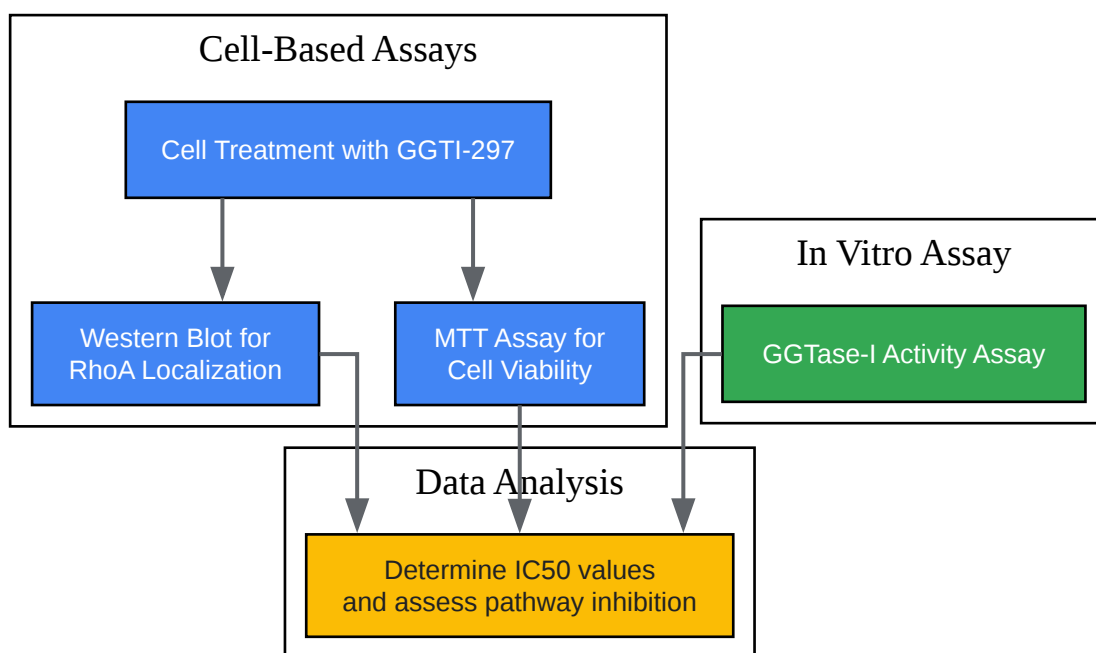 Cell-Based Assays
Cell Treatment with GGTI-297
Western Blot for
RhoA Localization
MTT Assay for
Cell Viability
In Vitro Assay
GGTase-I Activity Assay
Data Analysis
Determine IC50 values
and assess pathway inhibition